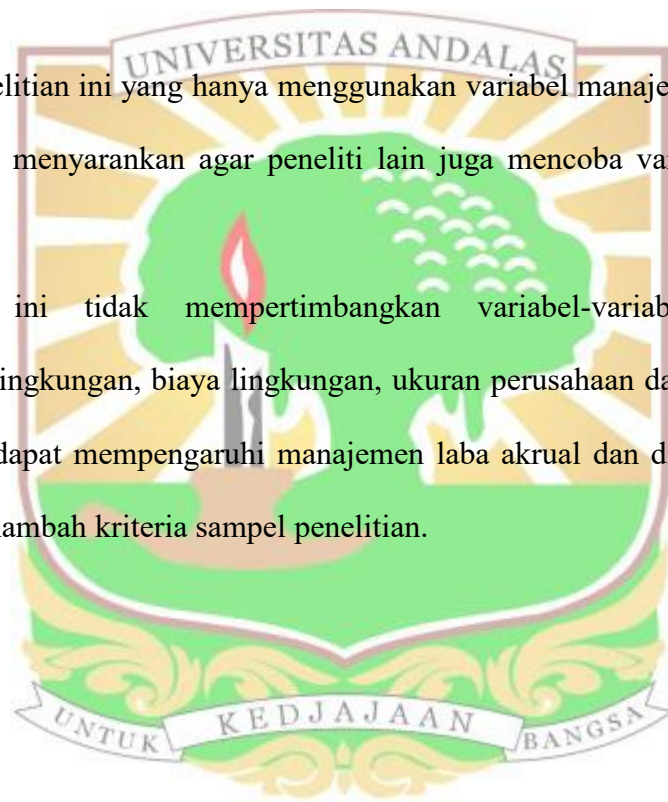 UNIVERSITAS ANDALAS
elitian ini yang hanya menggunakan variabel manaje
menyarankan agar peneliti lain juga mencoba va
ini tidak mempertimbangkan variabel-variab
ingkungan, biaya lingkungan, ukuran perusahaan da
dapat mempengaruhi manajemen laba akrual dan d
ambah kriteria sampel penelitian.
UNTUK KEDJAJAAN BANGSA